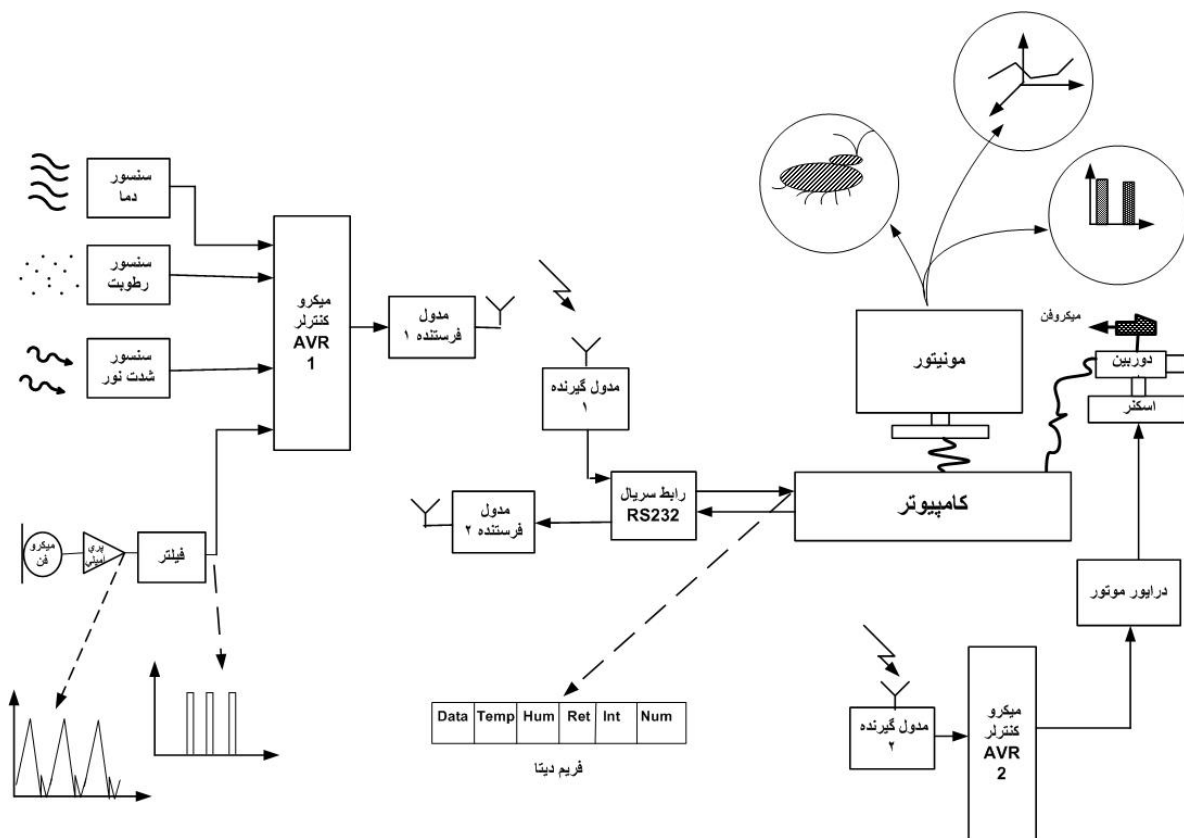 سنسور
دما
سنسور
رطوبت
سنسور
شدت نور
میکرو
کنترلر
AVR
1
مدول
فرستنده ۱
مدول گیرنده
۱
رابط سریال
RS232
مدول
فرستنده ۲
مونیتور
کامپیوتر
میکروفن
دوربین
اسکنر
درایور موتور
میکرو
فن
پری
آمپلی
فیلتر
Data Temp Hum Ret Int Num
فریم دیتا
مدول گیرنده
۲
میکرو
کنترلر
AVR
2